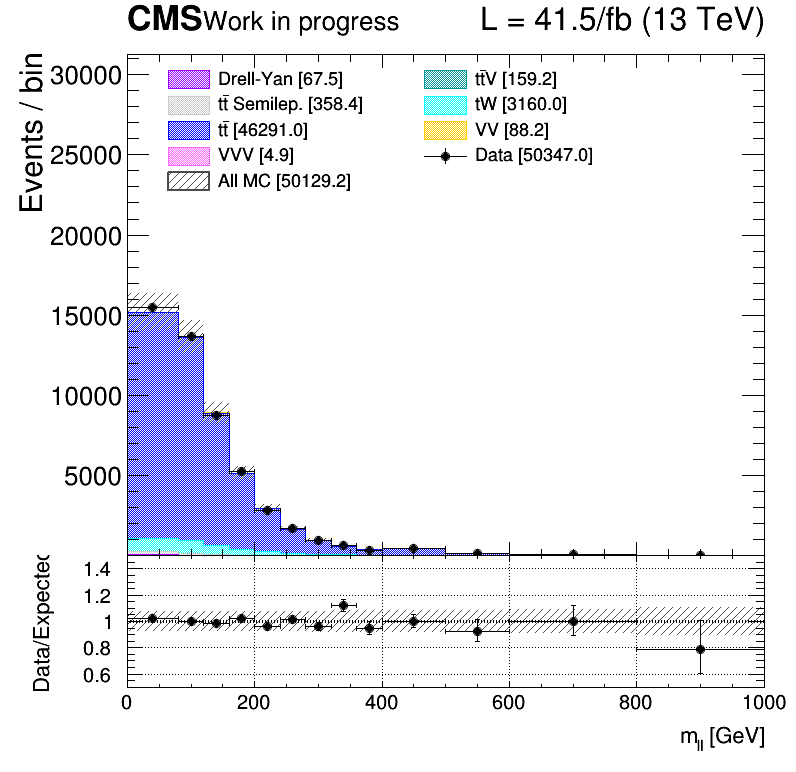 CMS Work in progress L = 41.5/fb (13 TeV)
Events / bin
30000
25000
20000
15000
10000
5000
Drell-Yan [67.5]
tt̄ Semilep. [358.4]
tt̄ [46291.0]
VVV [4.9]
All MC [50129.2]
tt̄V [159.2]
tW [3160.0]
VV [88.2]
Data [50347.0]
Data/Expected
1.4
1.2
1
0.8
0.6
0 200 400 600 800 1000
m_ll [GeV]